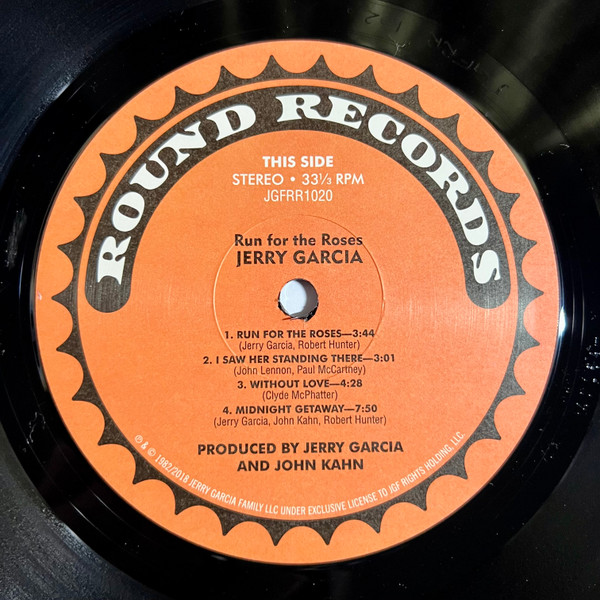 ROUND RECORDS
THIS SIDE
STEREO • 33⅓ RPM
JGFRR1020
Run for the Roses
JERRY GARCIA
1. RUN FOR THE ROSES—3:44
(Jerry Garcia, Robert Hunter)
2. I SAW HER STANDING THERE—3:01
(John Lennon, Paul McCartney)
3. WITHOUT LOVE—4:28
(Clyde McPhatter)
4. MIDNIGHT GETAWAY—7:50
(Jerry Garcia, John Kahn, Robert Hunter)
PRODUCED BY JERRY GARCIA
AND JOHN KAHN
℗ & © 1982/2018 JERRY GARCIA FAMILY LLC UNDER EXCLUSIVE LICENSE TO JGF RIGHTS HOLDING, LLC.